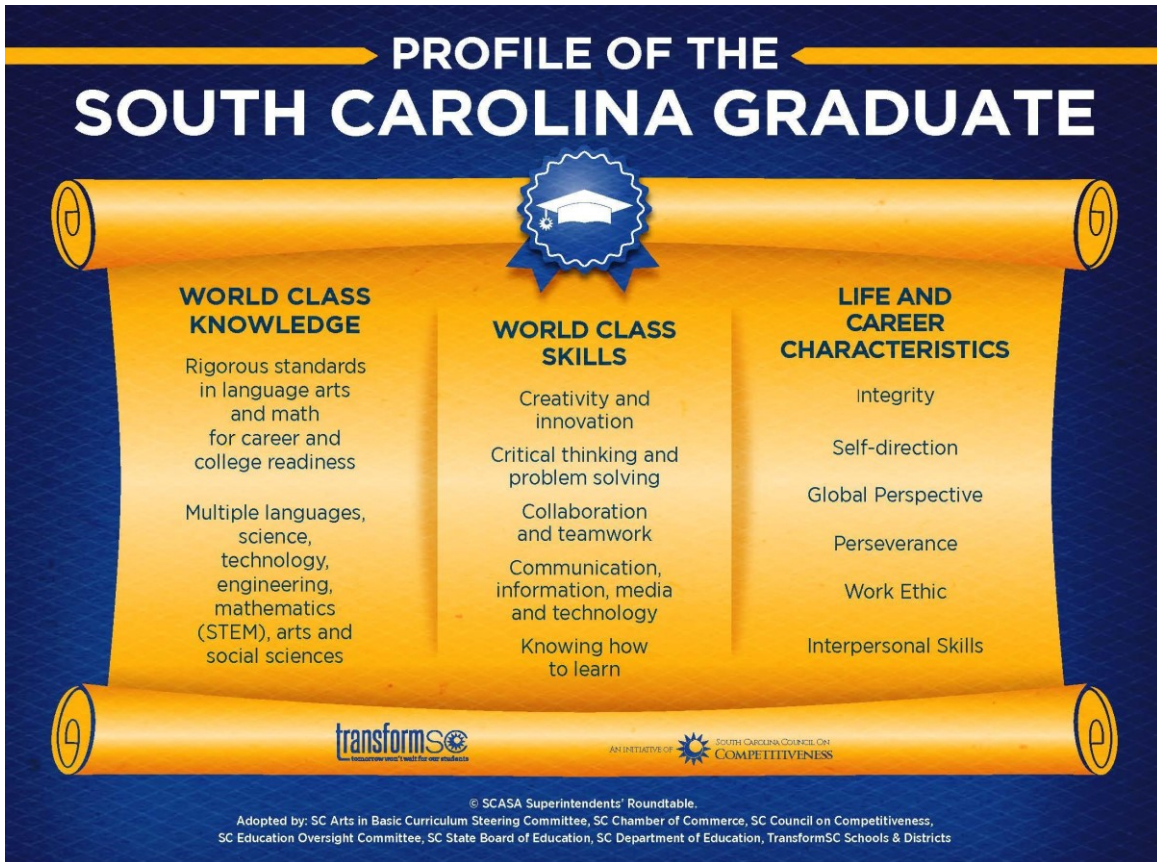 PROFILE OF THE
SOUTH CAROLINA GRADUATE
WORLD CLASS
KNOWLEDGE
Rigorous standards
in language arts
and math
for career and
college readiness
Multiple languages,
science,
technology,
engineering,
mathematics
(STEM), arts and
social sciences
WORLD CLASS
SKILLS
Creativity and
innovation
Critical thinking and
problem solving
Collaboration
and teamwork
Communication,
information, media
and technology
Knowing how
to learn
LIFE AND
CAREER
CHARACTERISTICS
Integrity
Self-direction
Global Perspective
Perseverance
Work Ethic
Interpersonal Skills
transformSC
tomorrow won't wait for our students
AN INITIATIVE OF
SOUTH CAROLINA COUNCIL ON
COMPETITIVENESS
© SCASA Superintendents' Roundtable.
Adopted by: SC Arts in Basic Curriculum Steering Committee, SC Chamber of Commerce, SC Council on Competitiveness,
SC Education Oversight Committee, SC State Board of Education, SC Department of Education, TransformSC Schools & Districts